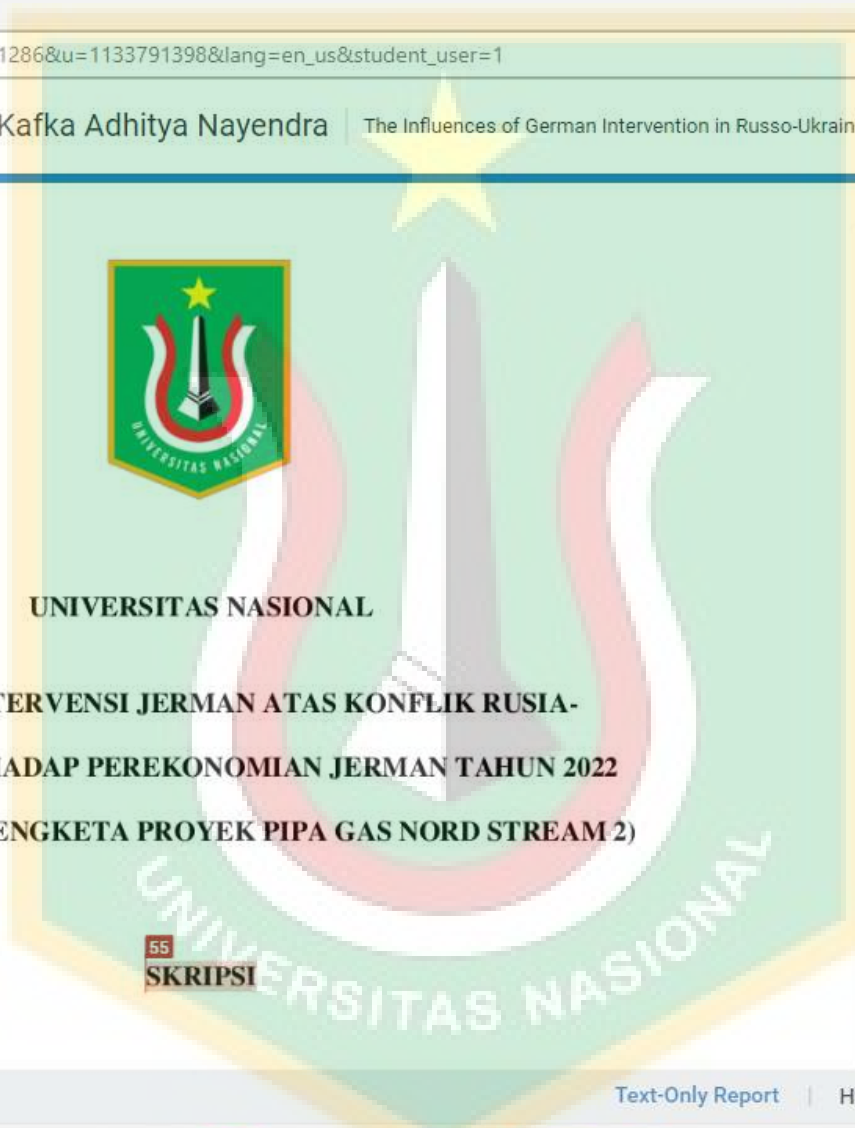 1286&u=1133791398&lang=en_us&student_user=1
Kafka Adhitya Nayendra
The Influences of German Intervention in Russo-Ukrain
UNIVERSITAS NASIONAL
UNIVERSITAS NASIONAL
TERVENSI JERMAN ATAS KONFLIK RUSIA-
HADAP PEREKONOMIAN JERMAN TAHUN 2022
ENGKETA PROYEK PIPA GAS NORD STREAM 2)
55
SKRIPSI
UNIVERSITAS NASIONAL
Text-Only Report
H